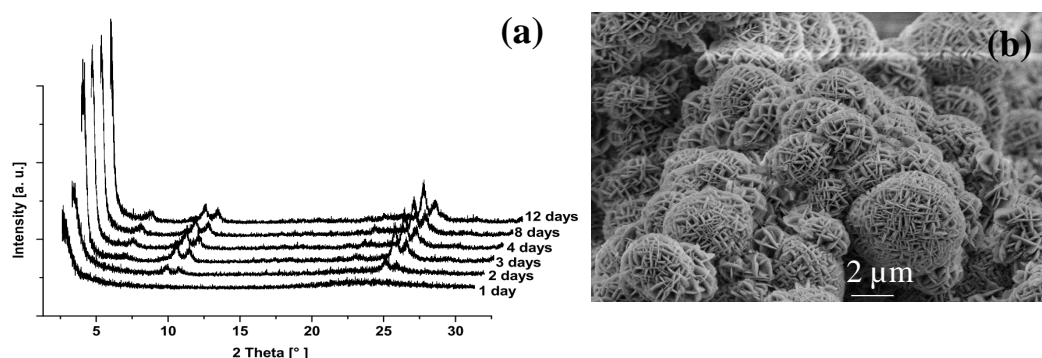 (a)
Intensity [a. u.]
12 days
8 days
4 days
3 days
2 days
1 day
5 10 15 20 25 30
2 Theta [° ]
(b)
2 µm